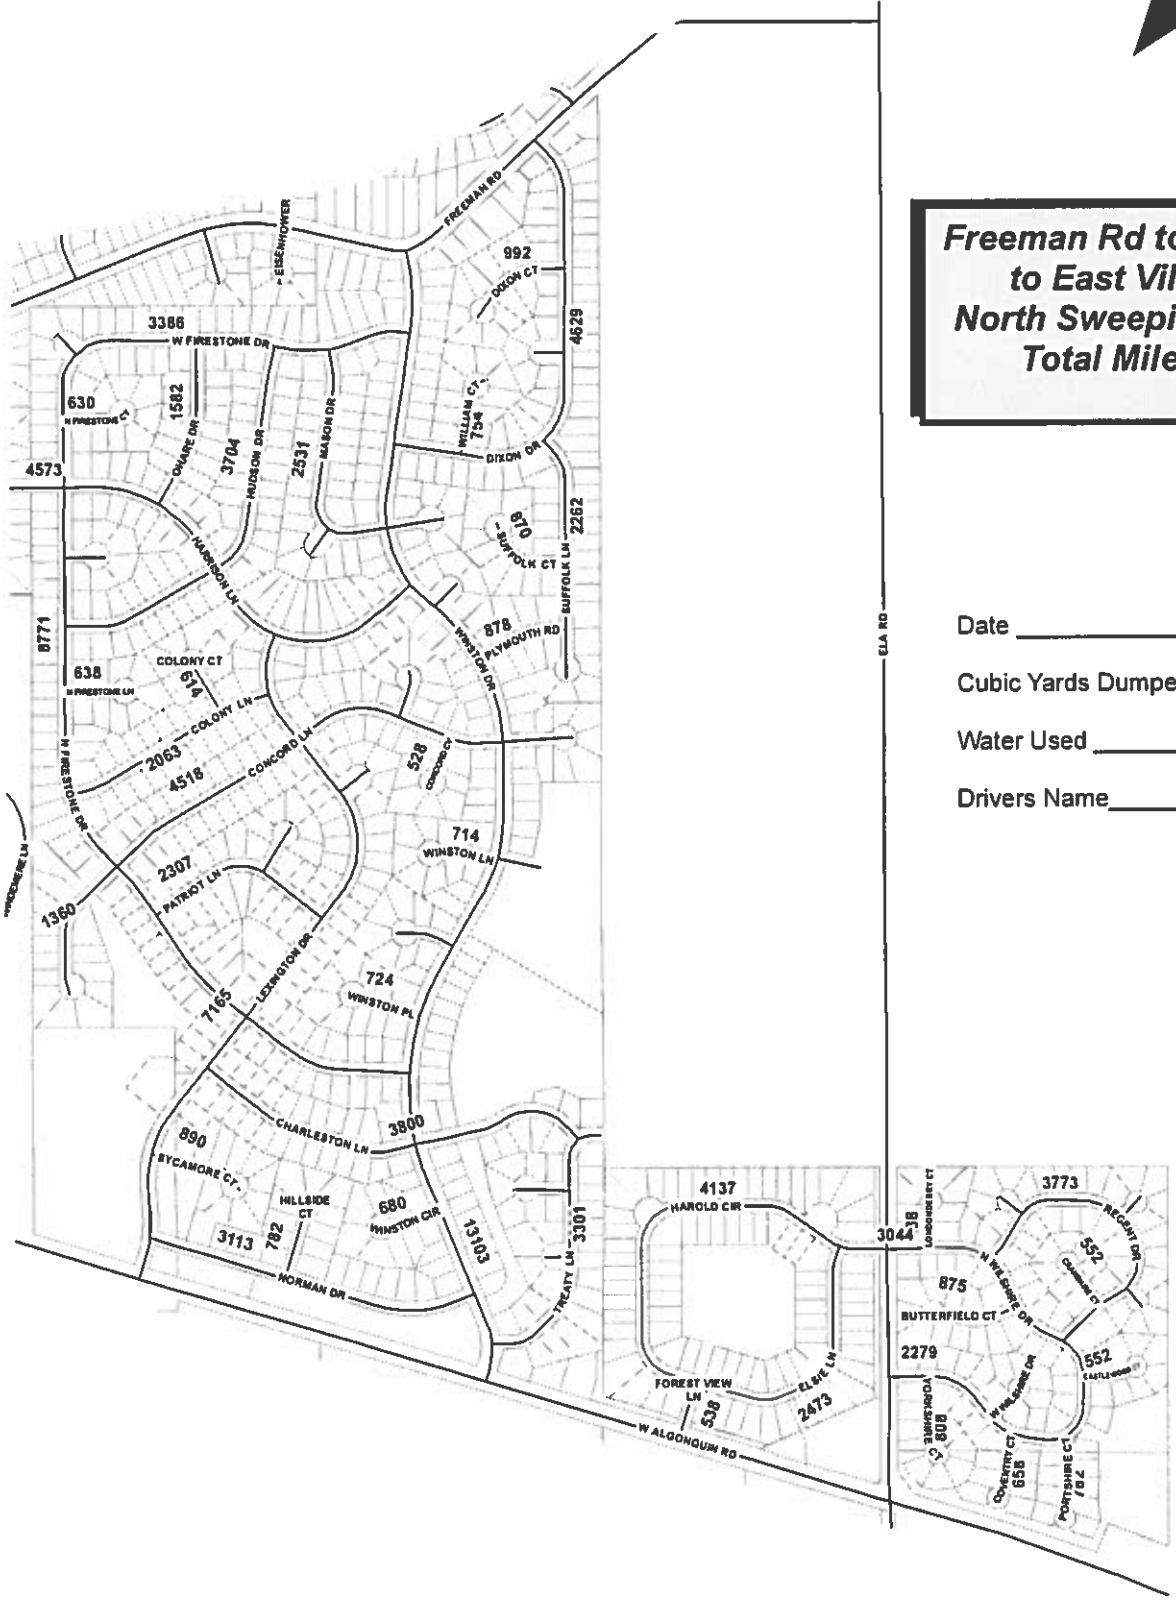 Freeman Rd to
to East Vil
North Sweepi
Total Mile
Date
Cubic Yards Dumpe
Water Used
Drivers Name
FREEMAN RD
EISENHOWER
992
DIXON CT
3386
W FIRESTONE DR
4629
630
N FIRESTONE CT
1582
OHARE DR
3704
HUDSON DR
2531
MASON DR
WILLIAM CT
754
DIXON DR
4573
870
SUFFOLK CT
2262
SUFFOLK LN
HARRISON LN
8771
878
PLYMOUTH RD
WINSTON DR
ELA RD
638
N FIRESTONE LN
COLONY CT
614
COLONY LN
2063
4518
CONCORD LN
528
CONCORD CT
N FIRESTONE DR
714
WINSTON LN
WINDEMERE LN
2307
PATRIOT LN
1360
LEXINGTON DR
7165
724
WINSTON PL
CHARLESTON LN
3800
890
SYCAMORE CT
HILLSIDE
CT
782
680
WINSTON CIR
13103
3301
TREATY LN
3113
NORMAN DR
4137
HAROLD CIR
3044
LONDONDERRY CT
3773
REGENT DR
552
N WILSHIRE DR
875
BUTTERFIELD CT
2279
552
W WILSHIRE DR
YORKSHIRE CT
808
COVENTRY CT
658
PORTSHIRE CT
FOREST VIEW
LN
538
ELSIE LN
2473
W ALGONQUIN RD